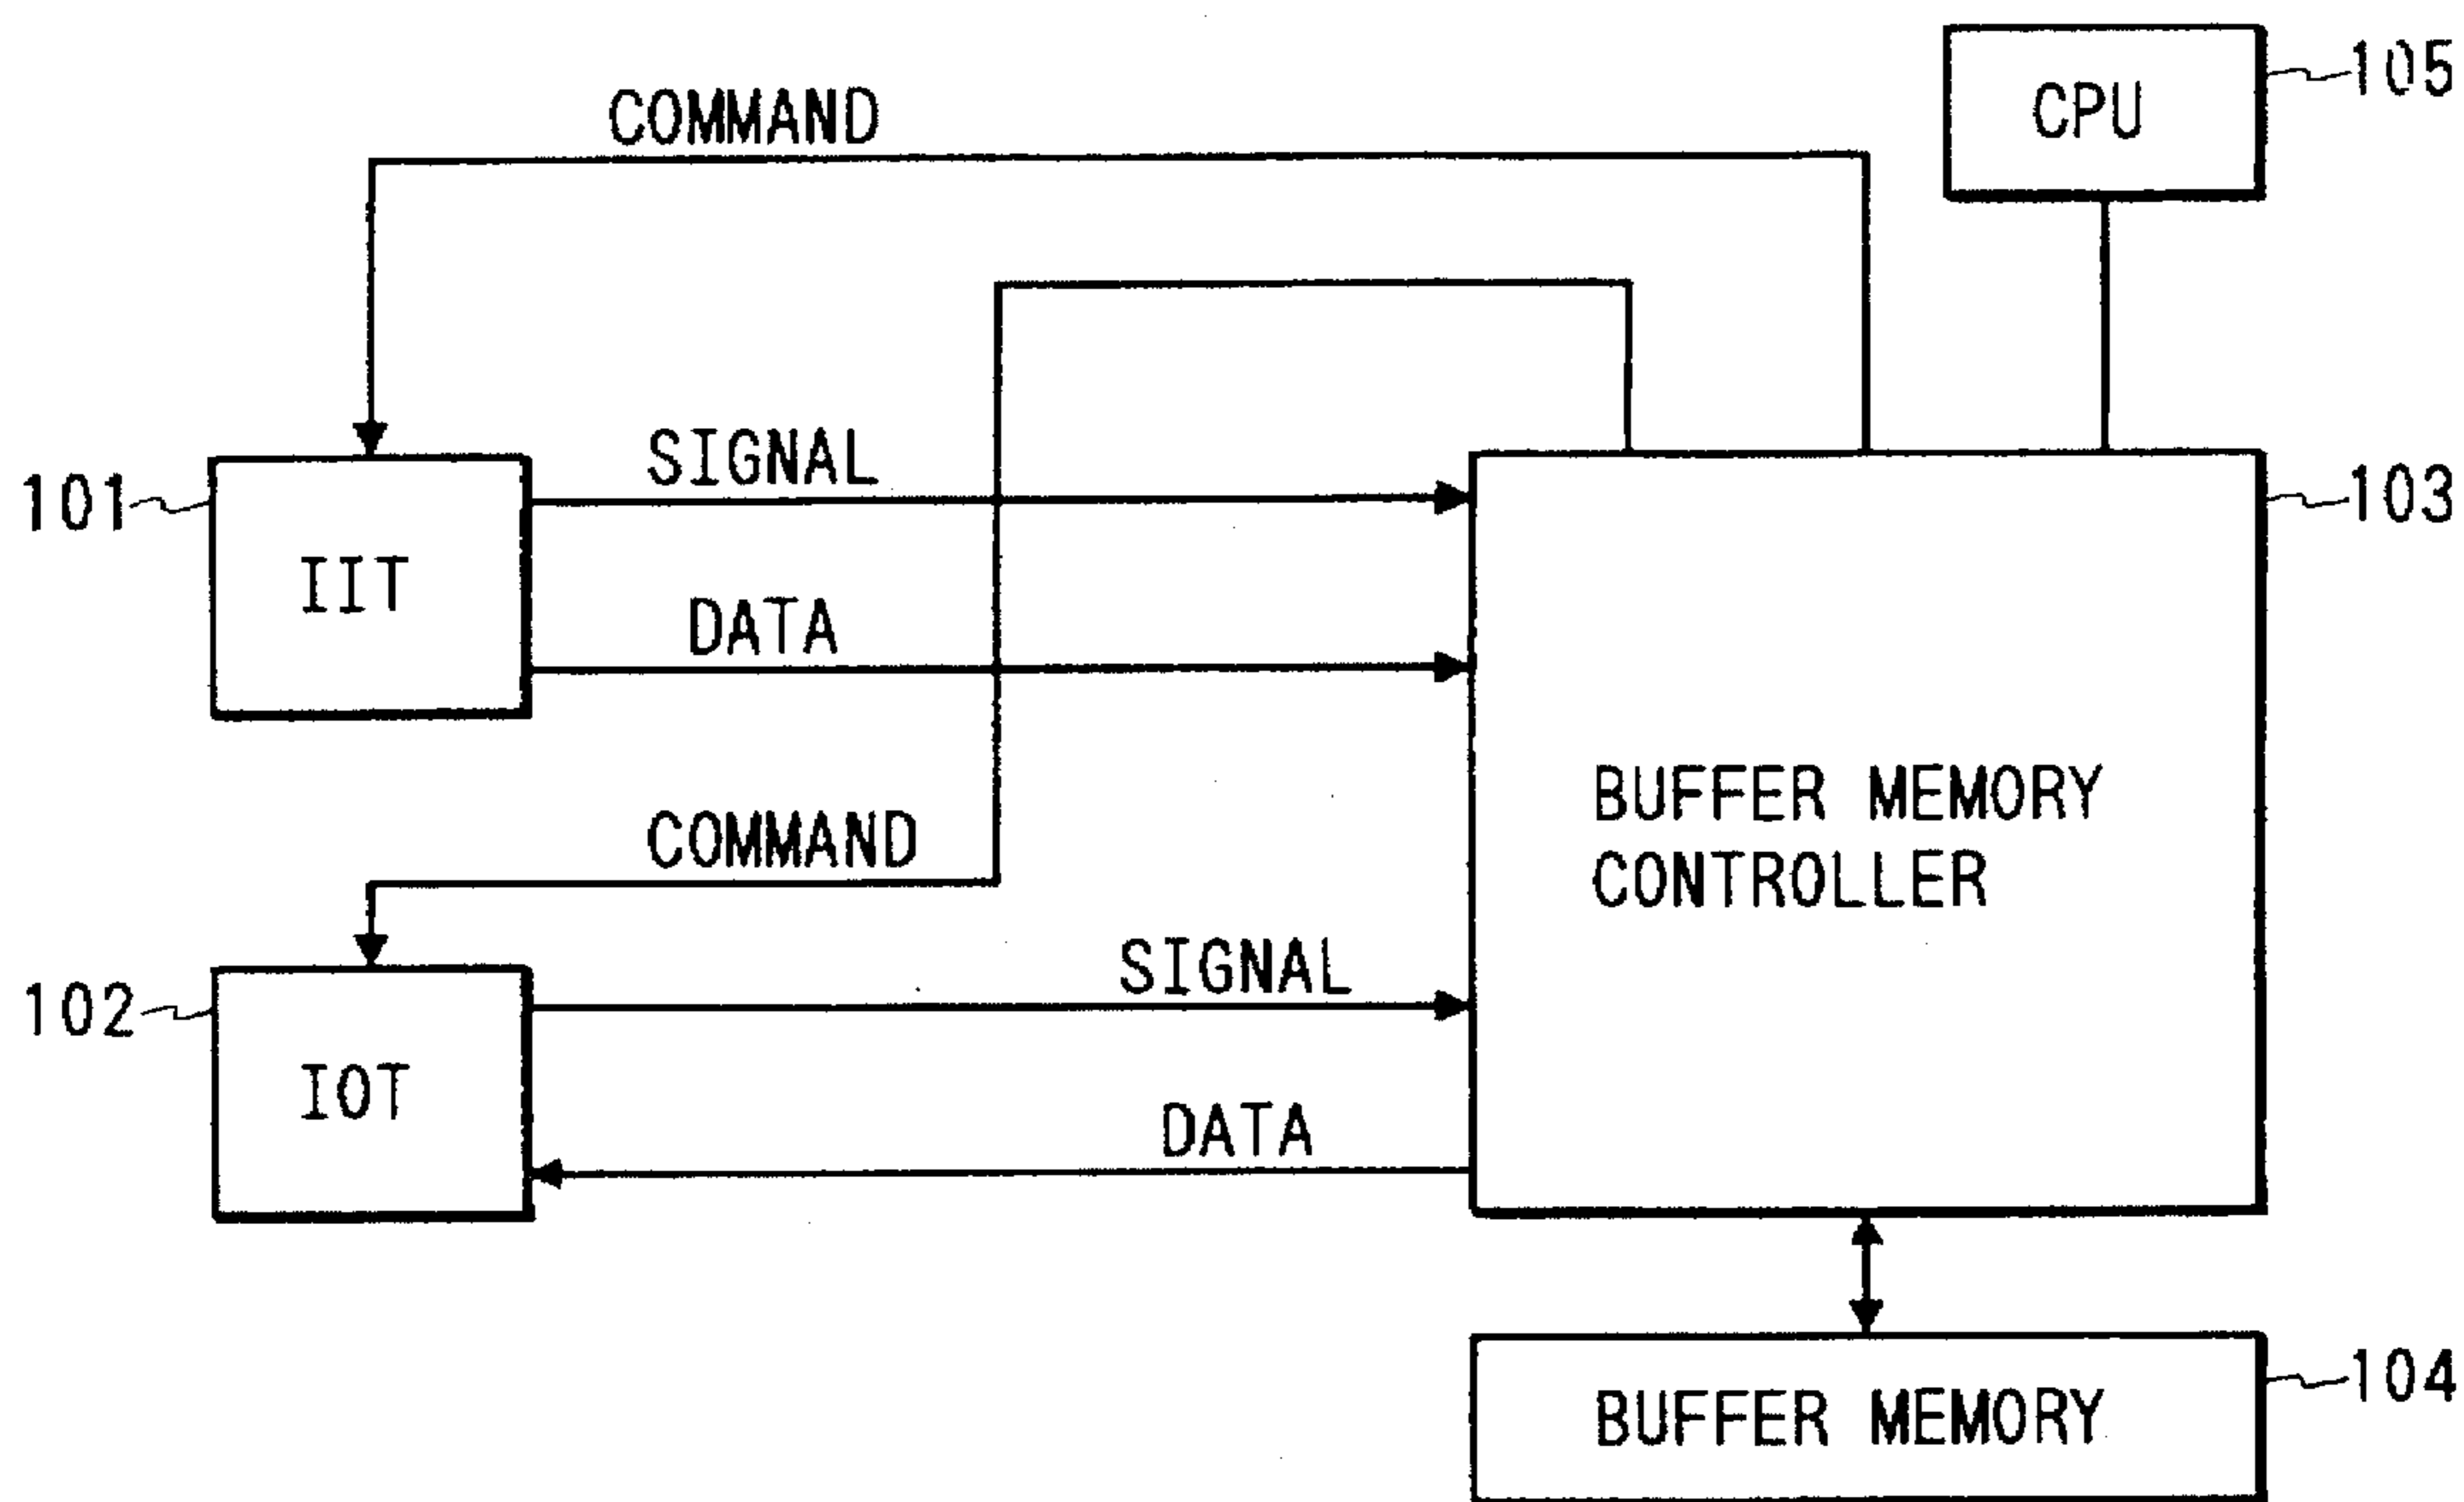 105
CPU
COMMAND
SIGNAL
101
103
IIT
DATA
BUFFER MEMORY
CONTROLLER
COMMAND
SIGNAL
102
IOT
DATA
104
BUFFER MEMORY